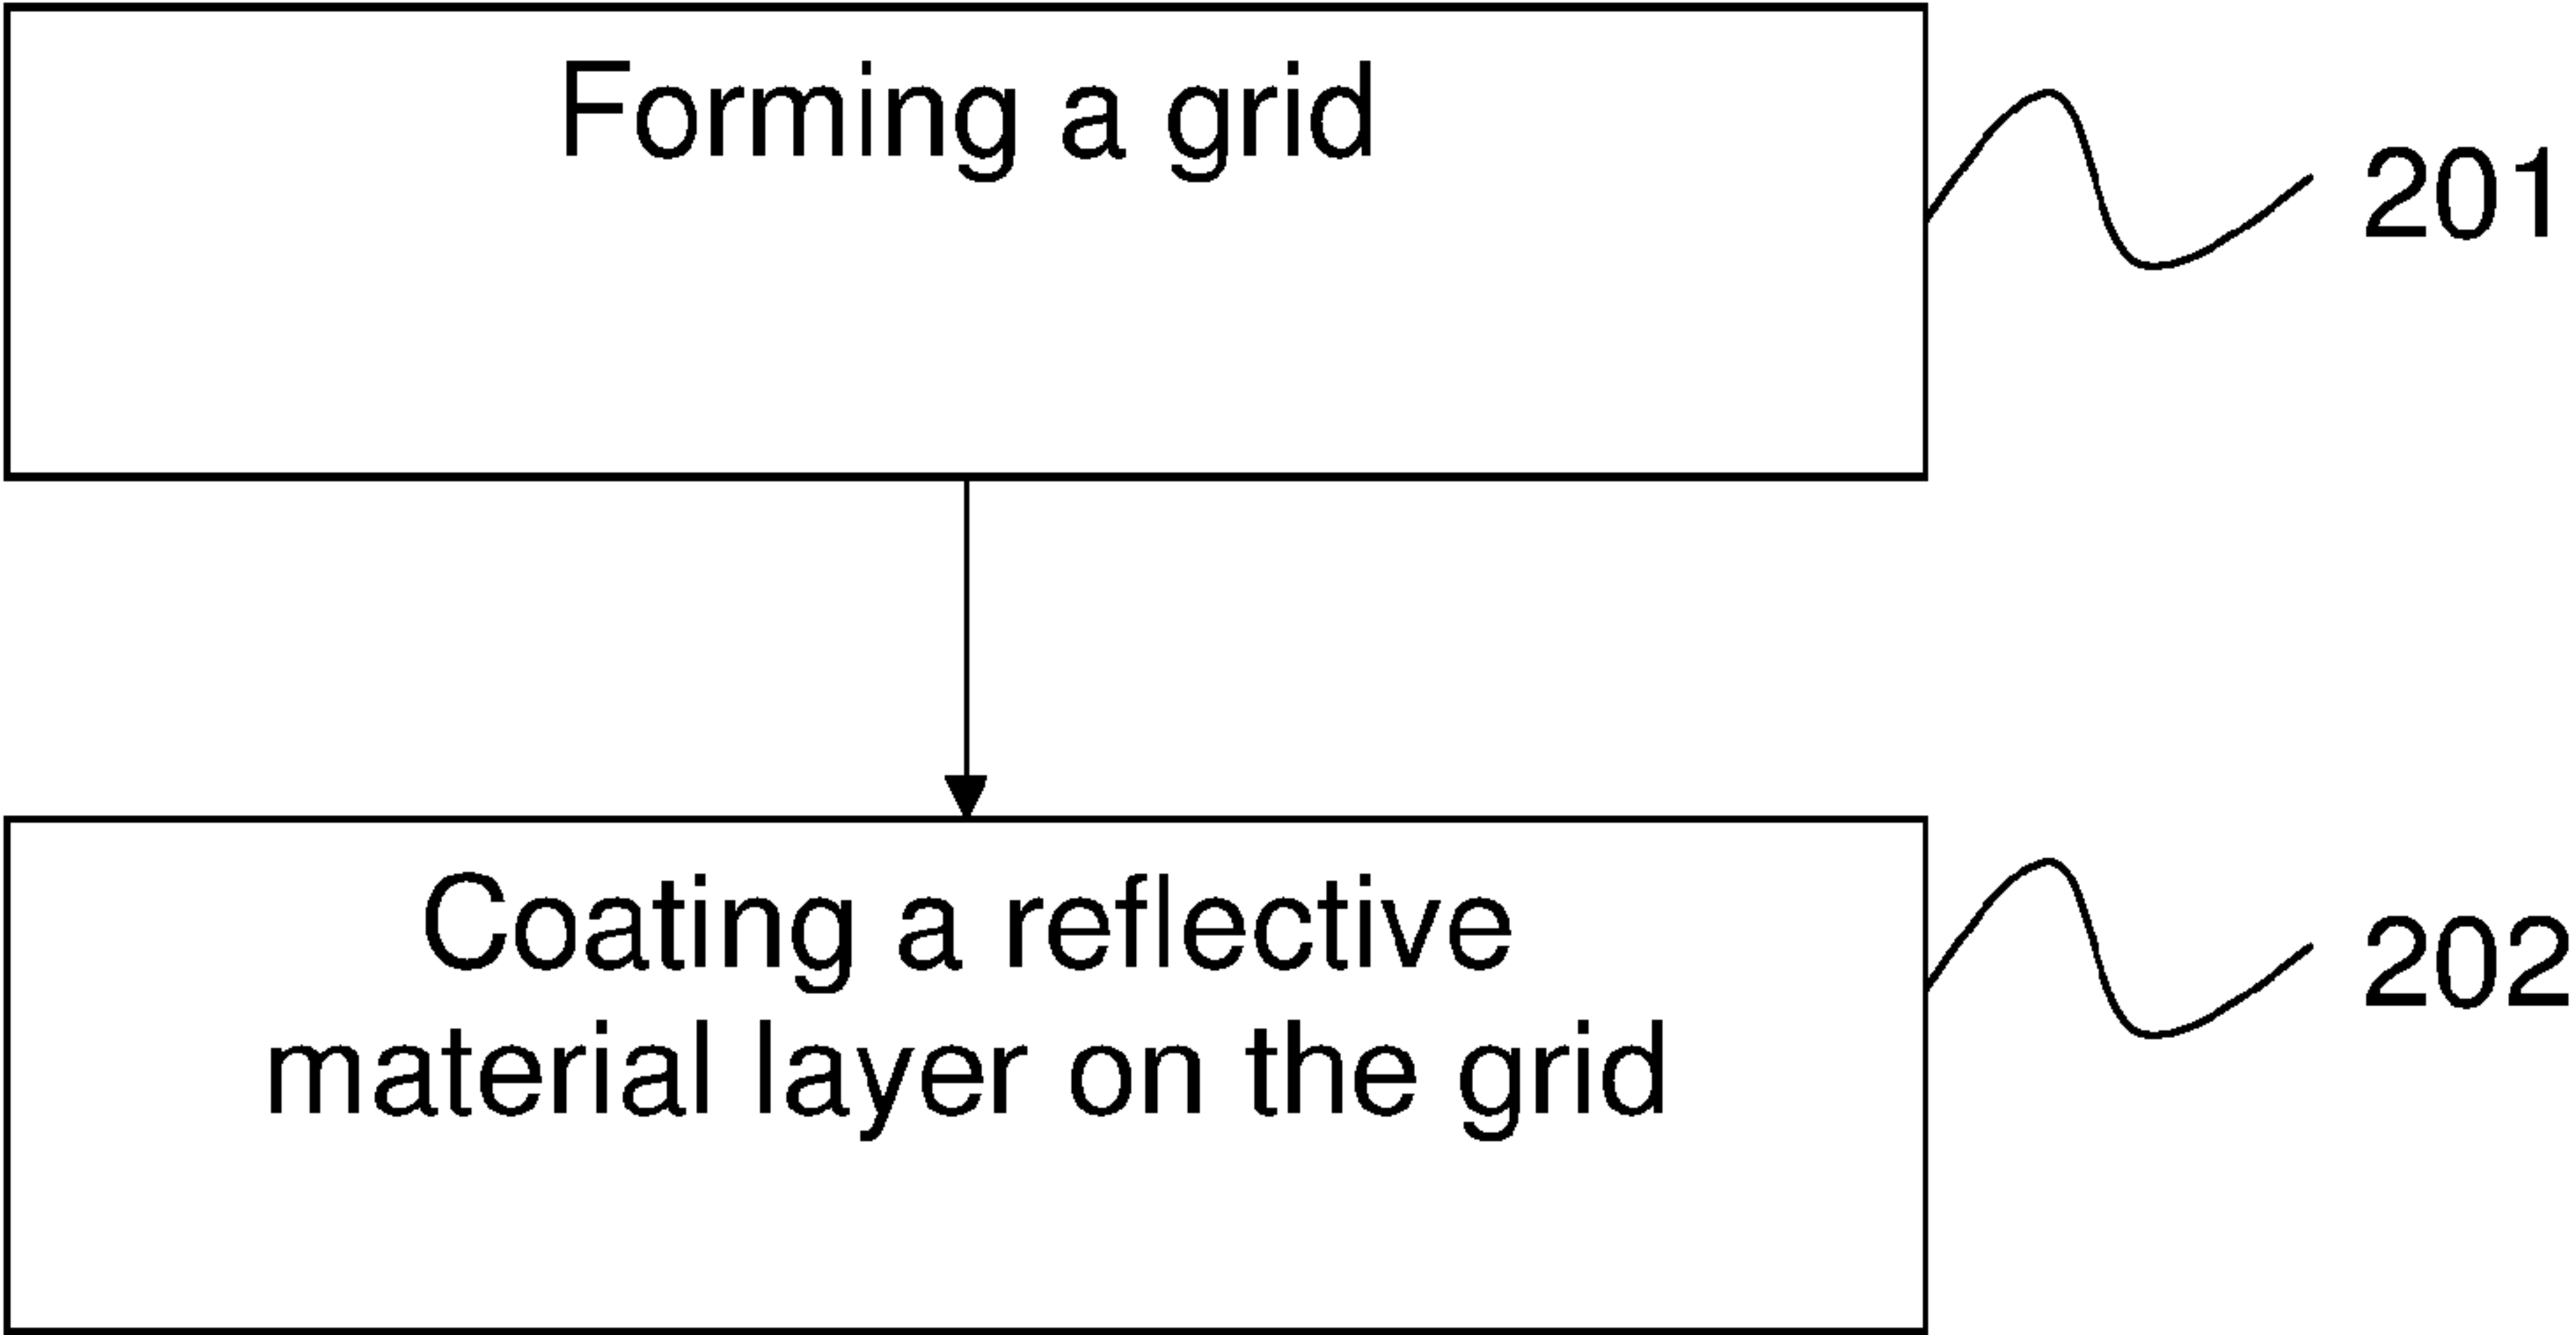 Forming a grid
201
Coating a reflective
material layer on the grid
202